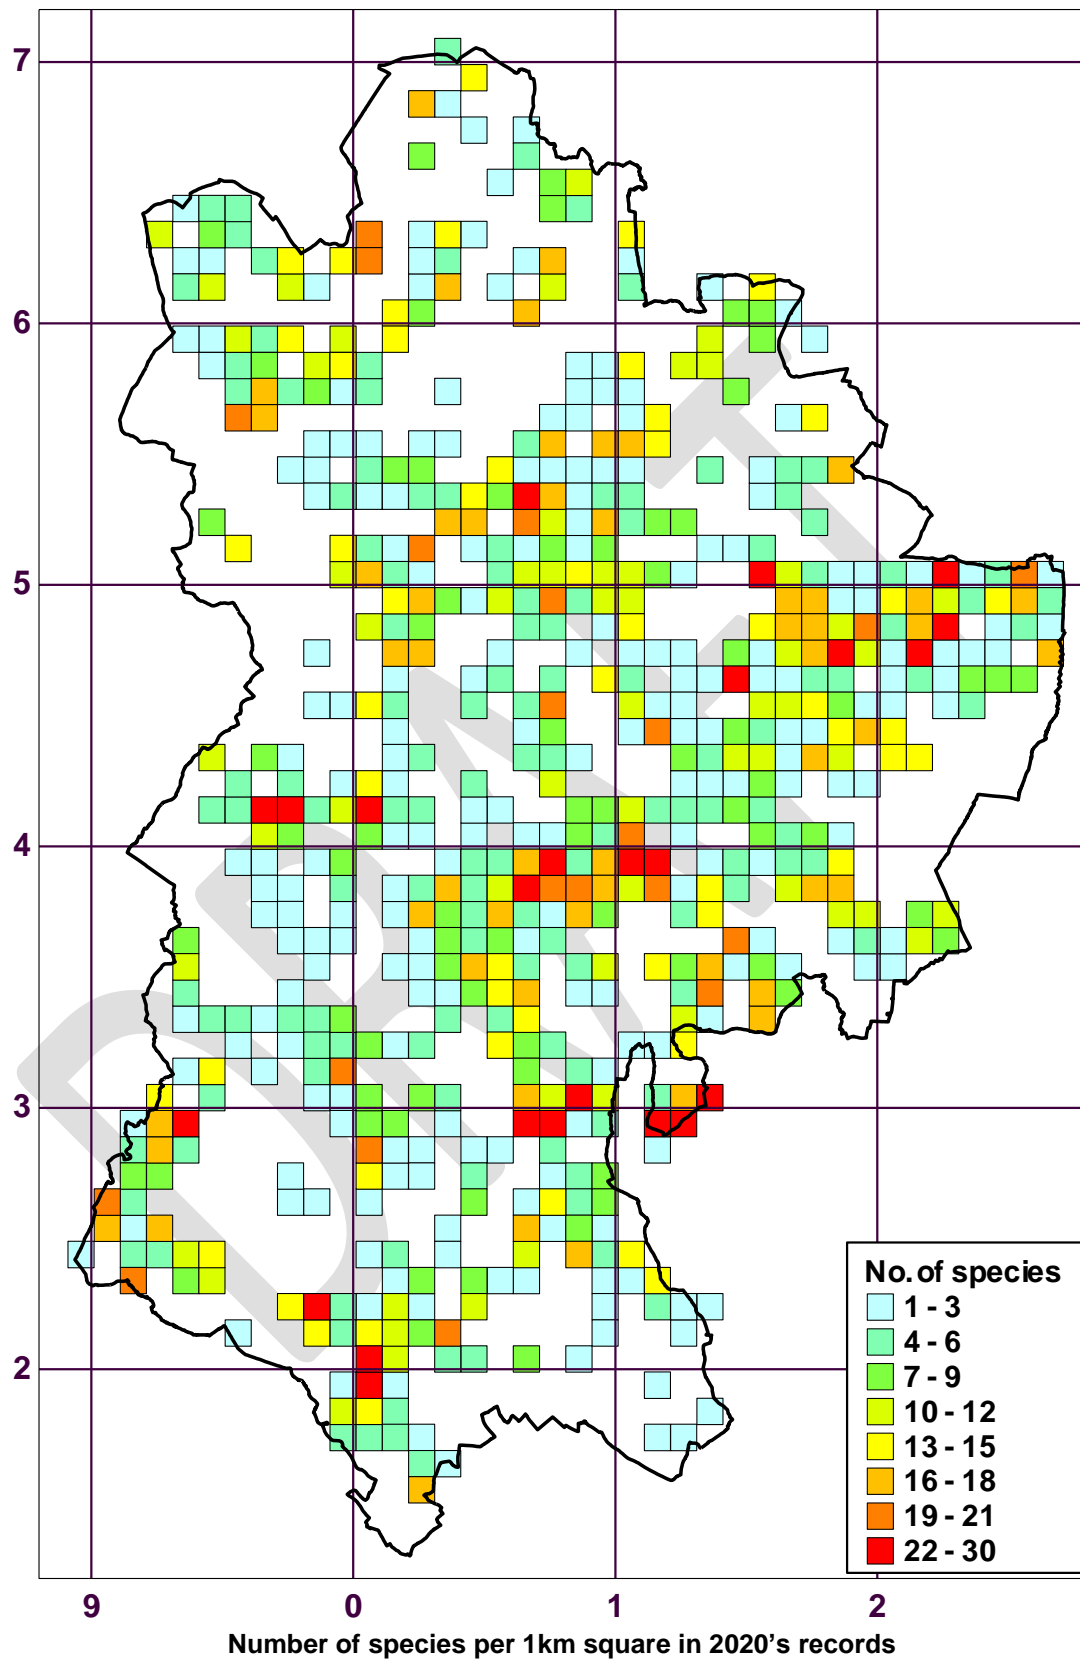 7
6
5
4
3
2
DRAFT
No. of species
1 - 3
4 - 6
7 - 9
10 - 12
13 - 15
16 - 18
19 - 21
22 - 30
9 0 1 2
Number of species per 1km square in 2020's records